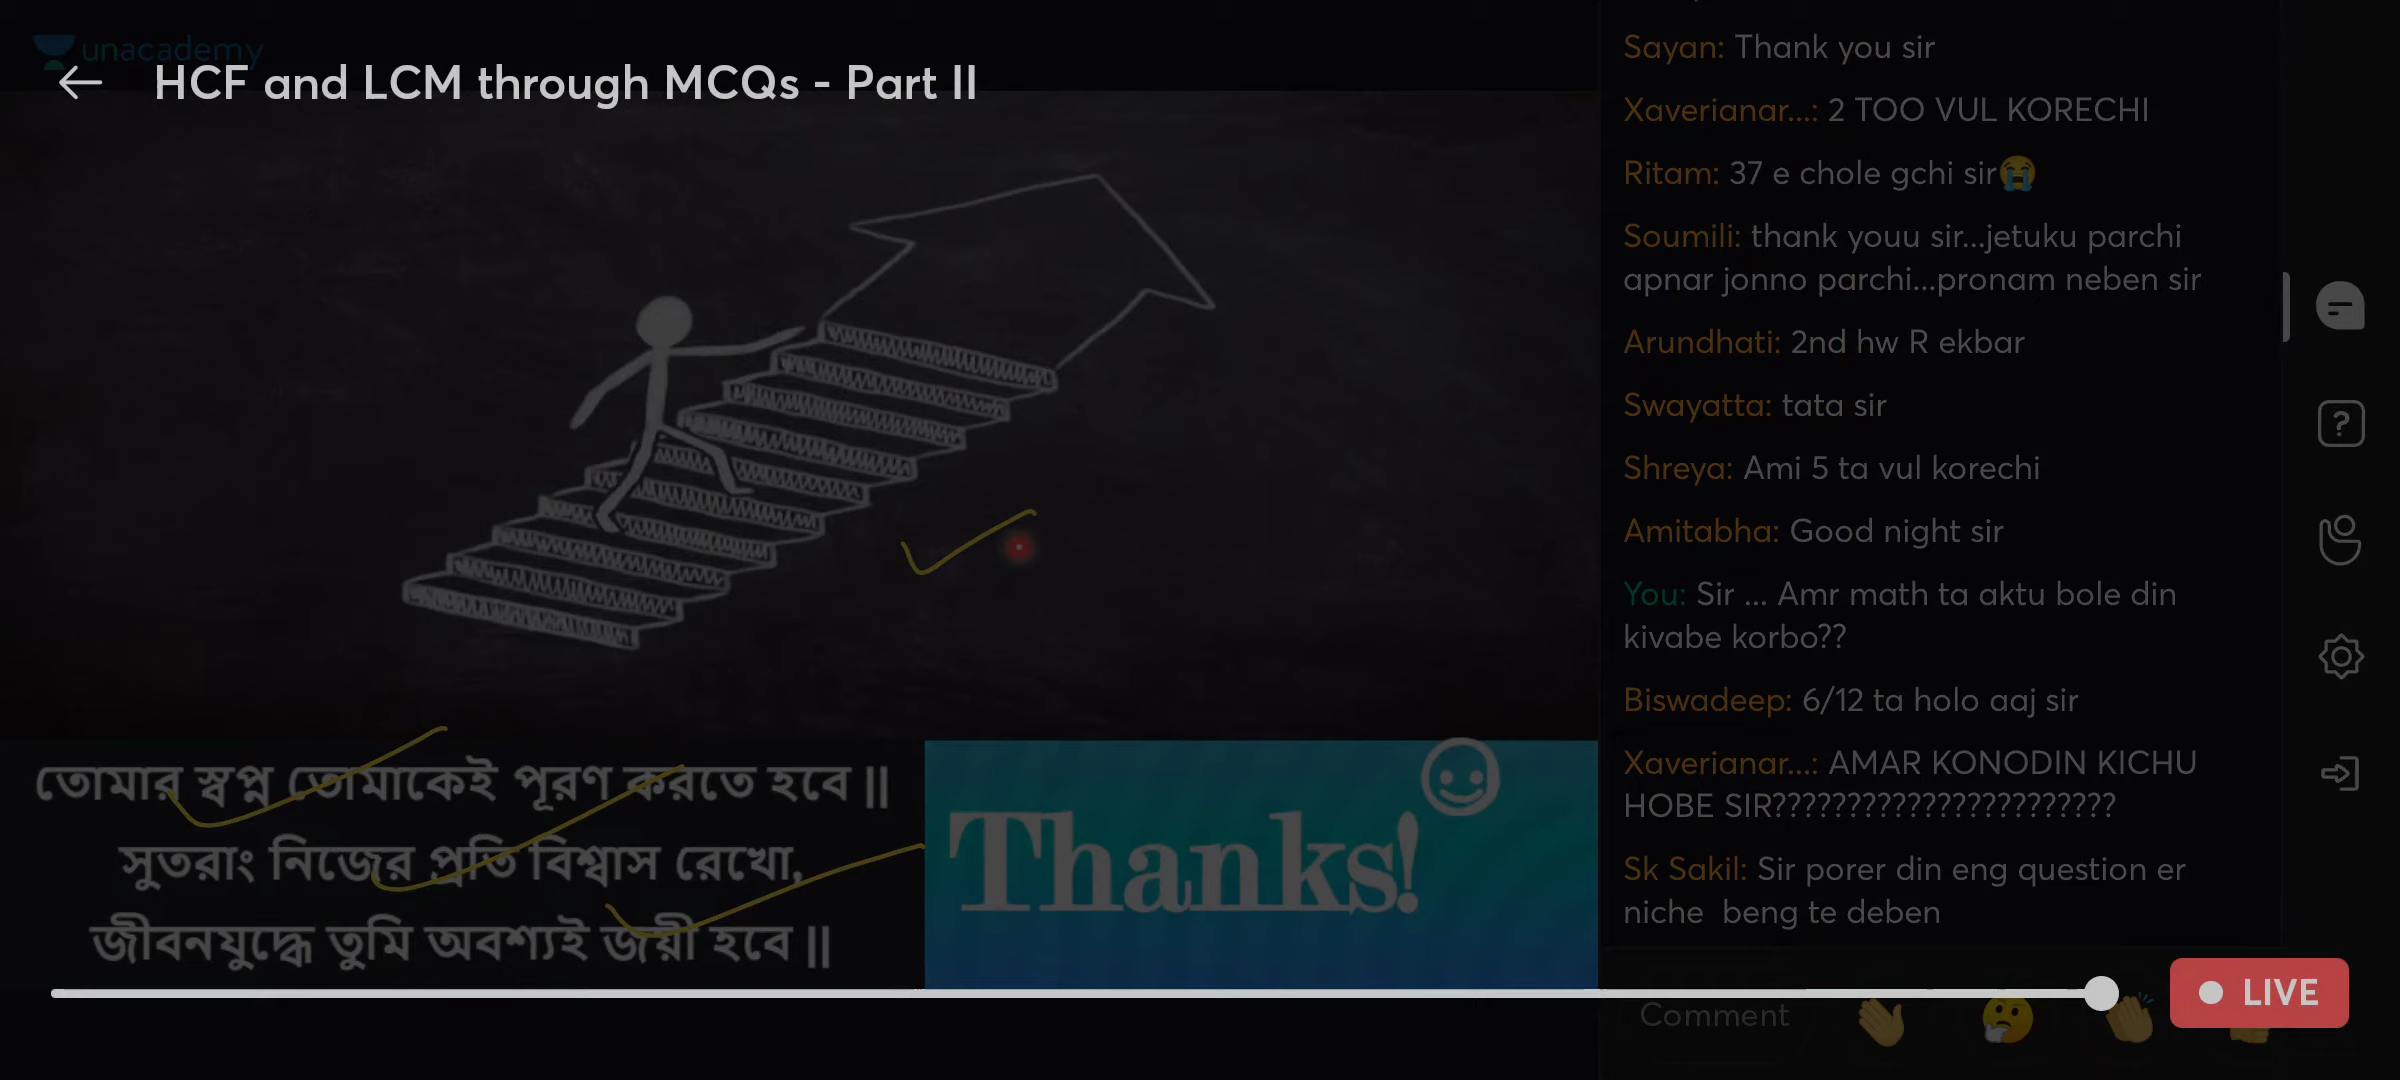 unacademy
HCF and LCM through MCQs - Part II
তোমার স্বপ্ন তোমাকেই পূরণ করতে হবে ॥
সুতরাং নিজের প্রতি বিশ্বাস রেখো,
জীবনযুদ্ধে তুমি অবশ্যই জয়ী হবে ॥
Thanks!
Sayan: Thank you sir
Xaverianar...: 2 TOO VUL KORECHI
Ritam: 37 e chole gchi sir😭
Soumili: thank youu sir...jetuku parchi
apnar jonno parchi...pronam neben sir
Arundhati: 2nd hw R ekbar
Swayatta: tata sir
Shreya: Ami 5 ta vul korechi
Amitabha: Good night sir
You: Sir ... Amr math ta aktu bole din
kivabe korbo??
Biswadeep: 6/12 ta holo aaj sir
Xaverianar...: AMAR KONODIN KICHU
HOBE SIR???????????????????????
Sk Sakil: Sir porer din eng question er
niche beng te deben
LIVE
Comment